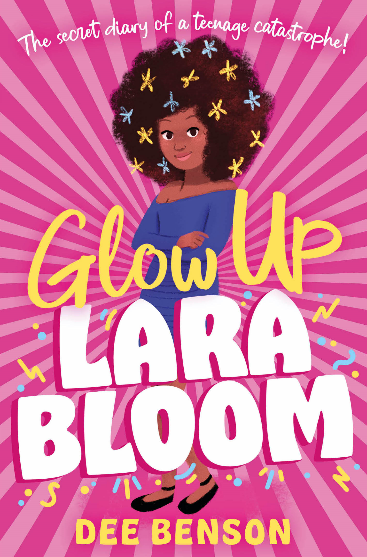 The secret diary of a teenage catastrophe!
Glow Up
LARA
BLOOM
DEE BENSON